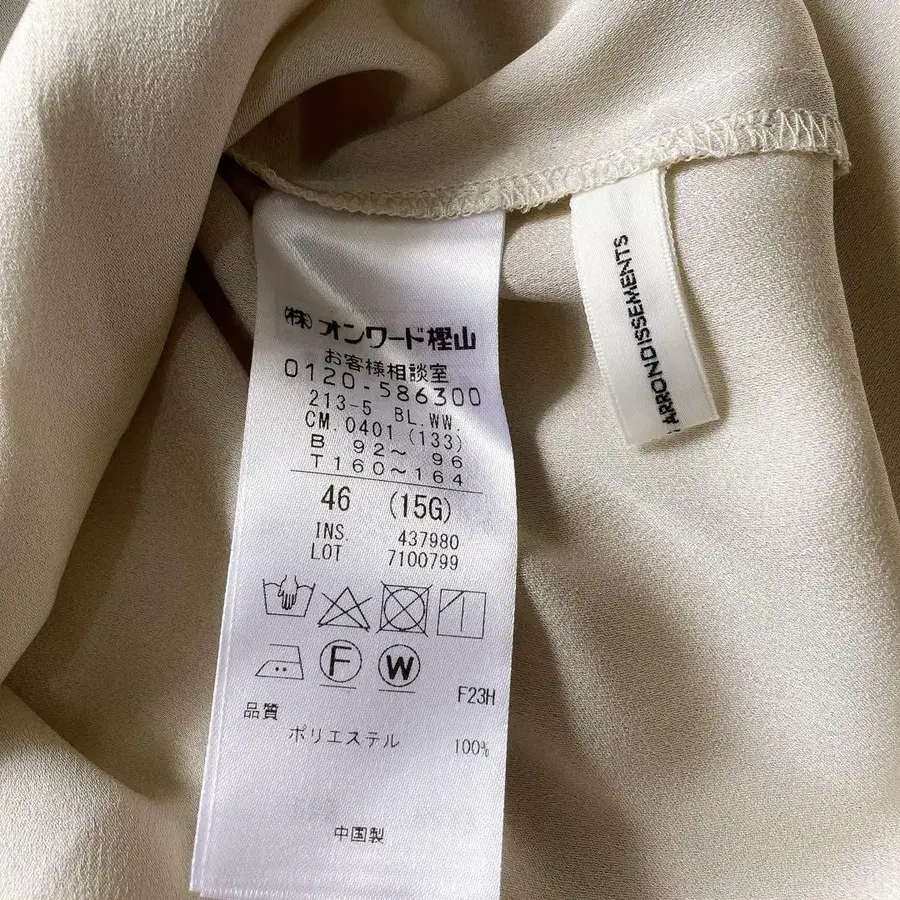 ㈱オンワード樫山
お客様相談室
0120-586300
213-5 BL.WW.
CM.0401 (133)
B 92～ 96
T160～164
46 (15G)
INS. 437980
LOT 7100799
F W
F23H
品質
ポリエステル 100%
中国製
ARRONDISSEMENTS